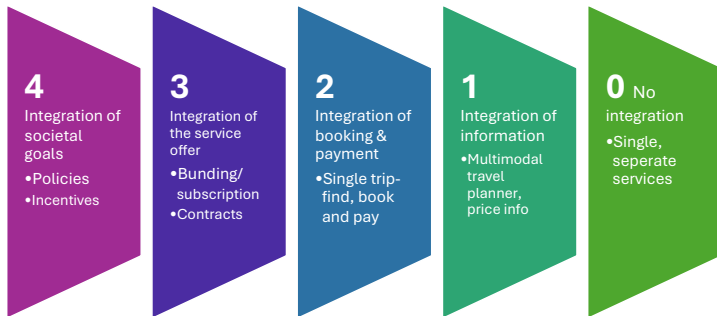 4
Integration of
societal
goals
•Policies
•Incentives
3
Integration of
the service
offer
•Bunding/
subscription
•Contracts
2
Integration of
booking &
payment
•Single trip-
find, book
and pay
1
Integration of
information
•Multimodal
travel
planner,
price info
0 No
integration
•Single,
seperate
services